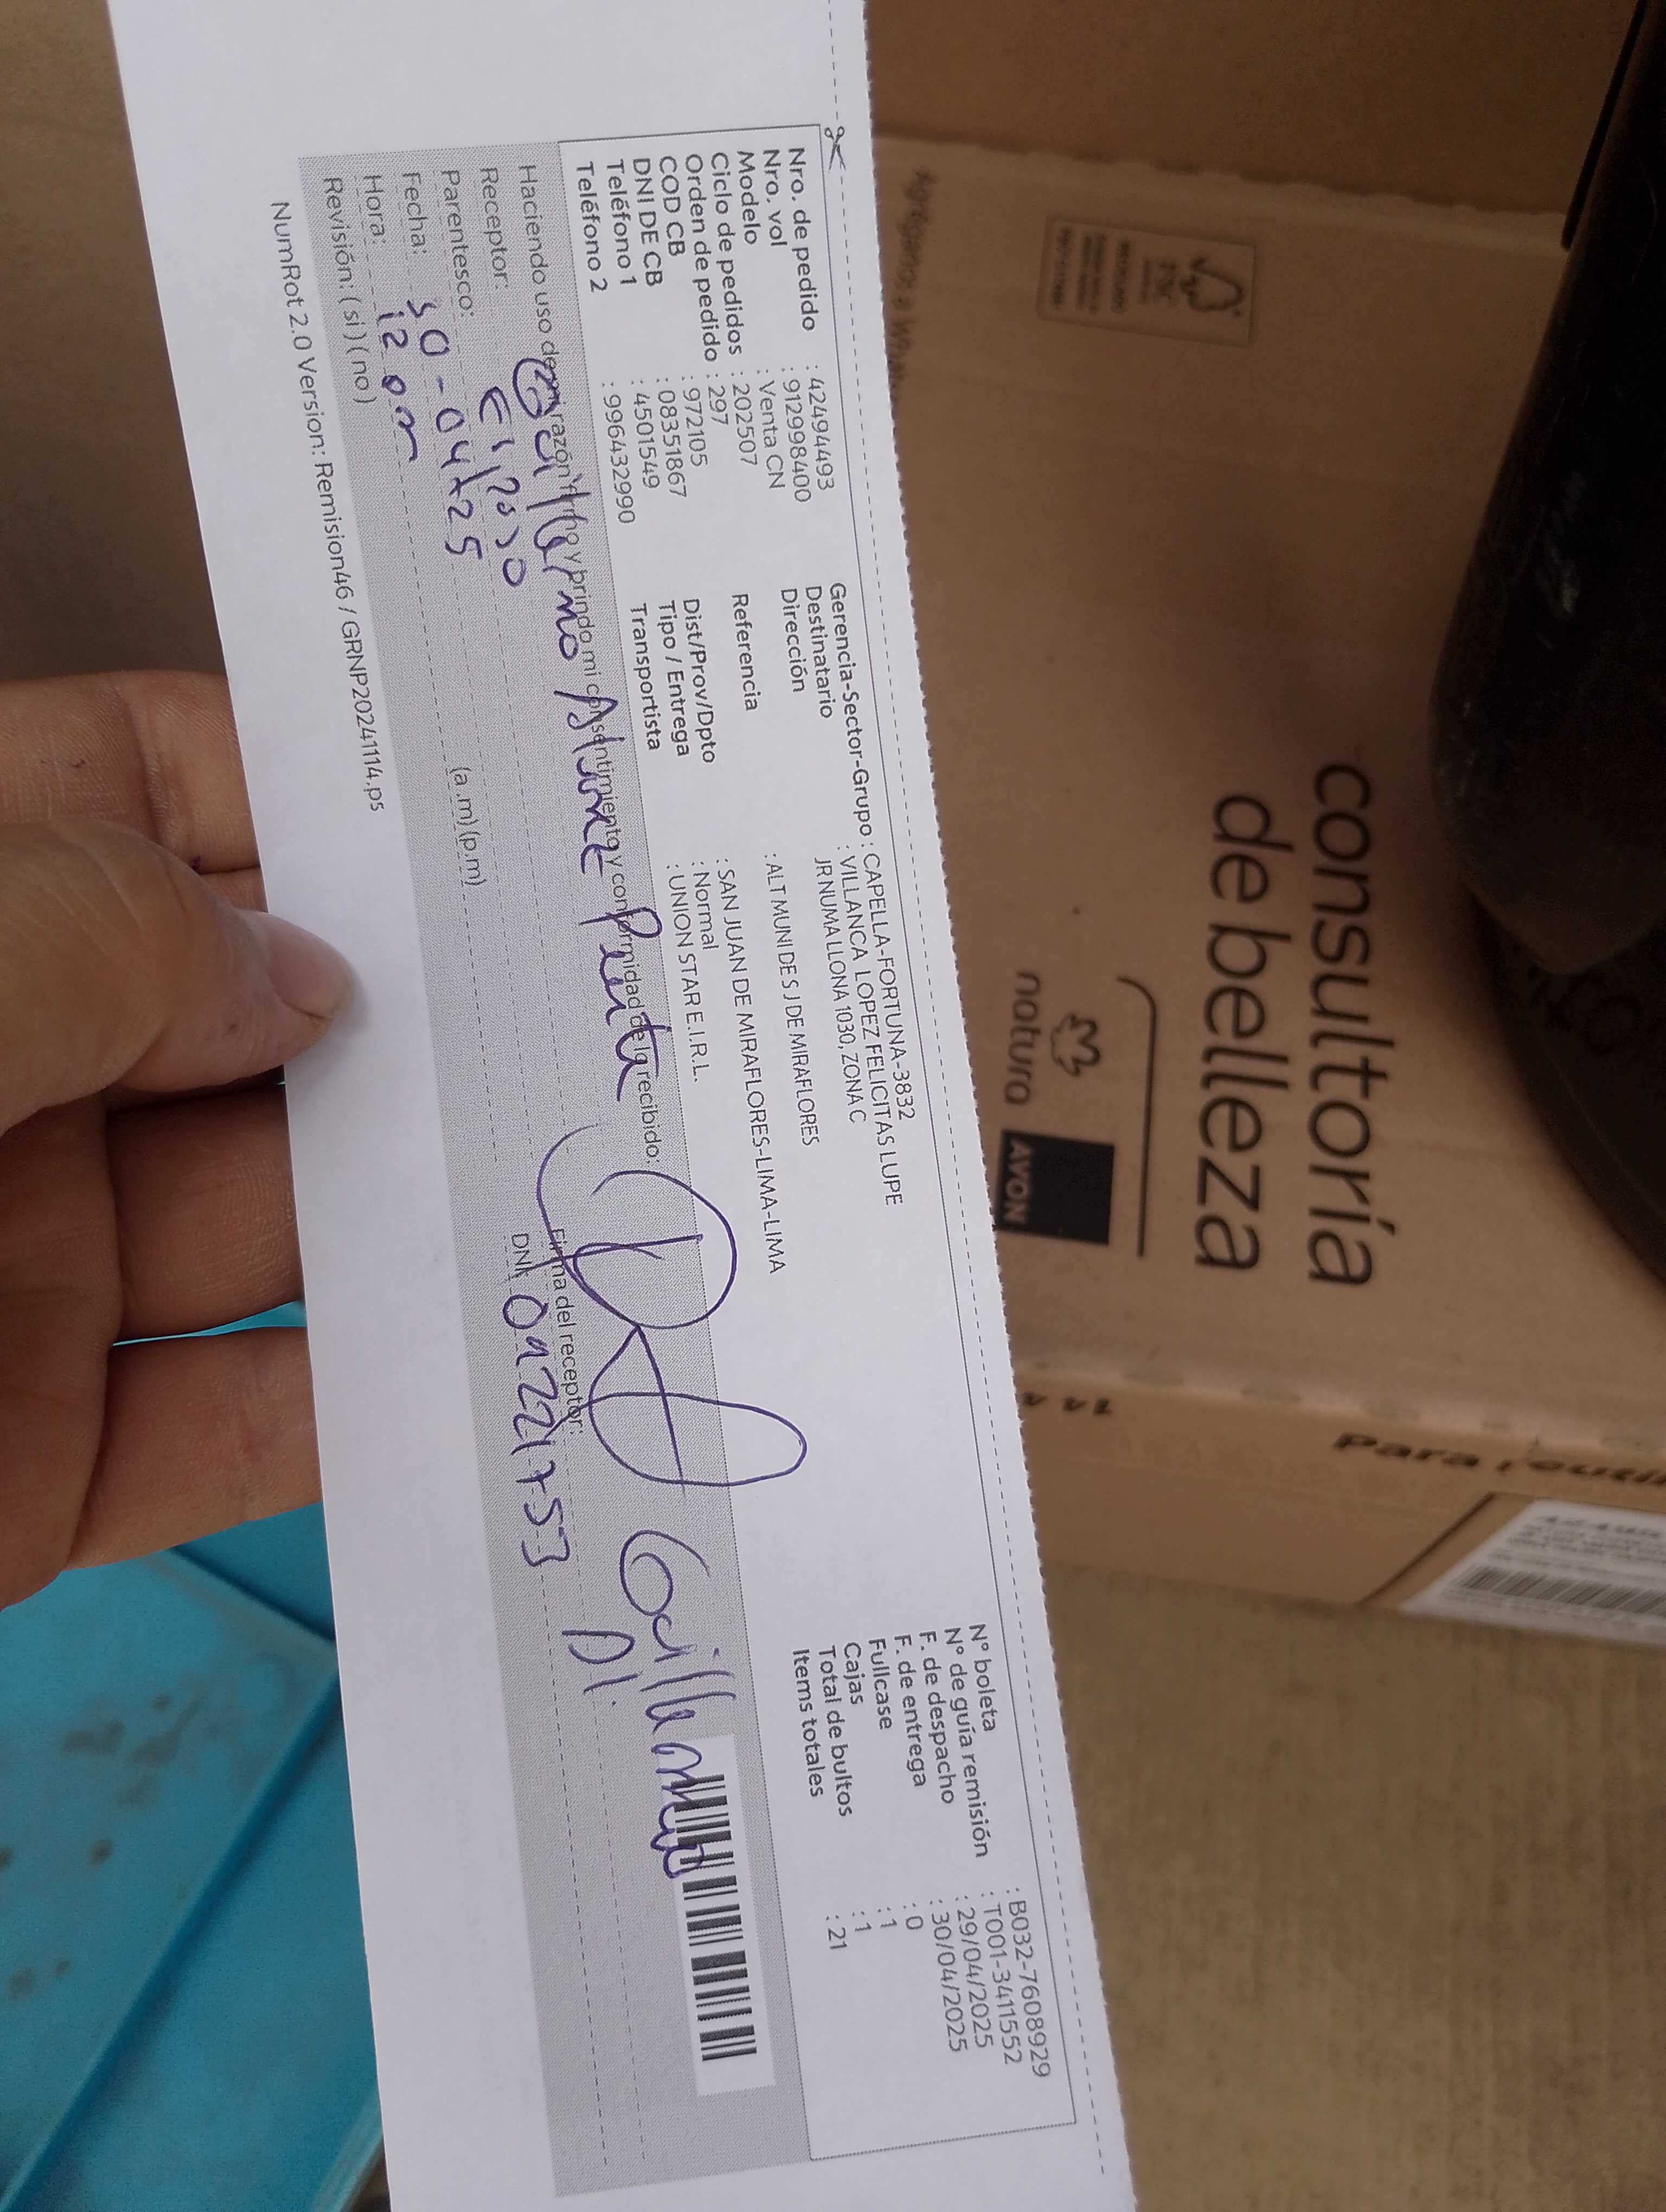 Nro. de pedido : 42494493
Nro. vol : 912998400
Modelo : Venta CN
Ciclo de pedidos : 202507
Orden de pedido : 297
COD CB : 972105
DNI DE CB : 08351867
Teléfono 1 : 4501549
Teléfono 2 : 996432990
Gerencia-Sector-Grupo : CAPELLA-FORTUNA-3832
Destinatario : VILLANCA LOPEZ FELICITAS LUPE
Dirección JR NUMA LLONA 1030, ZONA C
Referencia : ALT MUNI DE S J DE MIRAFLORES
Dist/Prov/Dpto : SAN JUAN DE MIRAFLORES-LIMA-LIMA
Tipo / Entrega : Normal
Transportista : UNION STAR E.I.R.L.
N° boleta : B032-7608929
N° de guía remisión : T001-3411552
F. de despacho : 29/04/2025
F. de entrega : 30/04/2025
Fullcase : 0
Cajas : 1
Total de bultos : 1
Items totales : 21
Haciendo uso de mi razón firmo y brindo mi consentimiento y conformidad de lo recibido:
Receptor: Guillermo
Parentesco:
Fecha: 30-04-25
Hora: 12 (a.m) (p.m)
Revisión: ( si ) ( no )
Firma del receptor:
DNI:
NumRot 2.0 Version: Remision46 / GRNP20241114.ps
consultoría
de belleza
natura
AVON
FSC
Para reutili